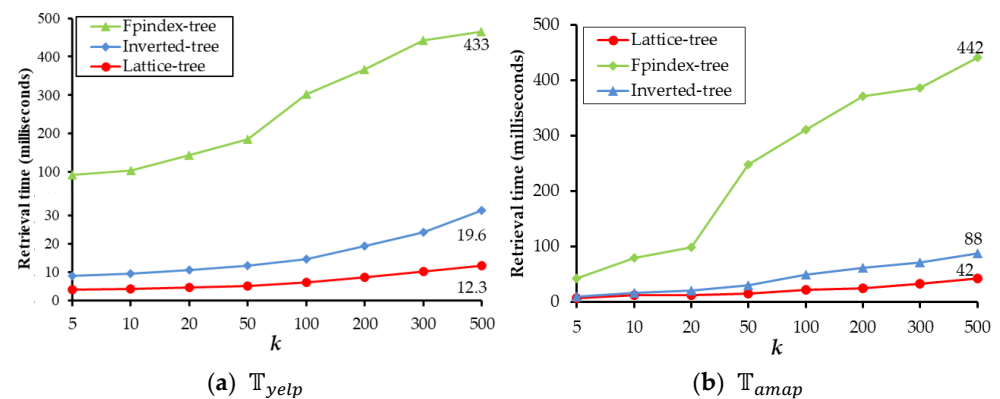 500
400
300
200
100
30
20
10
0
Retrieval time (milliseconds)
Fpindex-tree
Inverted-tree
Lattice-tree
433
19.6
12.3
5 10 20 50 100 200 300 500
k
(a) 𝕋yelp
500
400
300
200
100
0
Retrieval time (milliseconds)
Lattice-tree
Fpindex-tree
Inverted-tree
442
88
42
5 10 20 50 100 200 300 500
k
(b) 𝕋amap